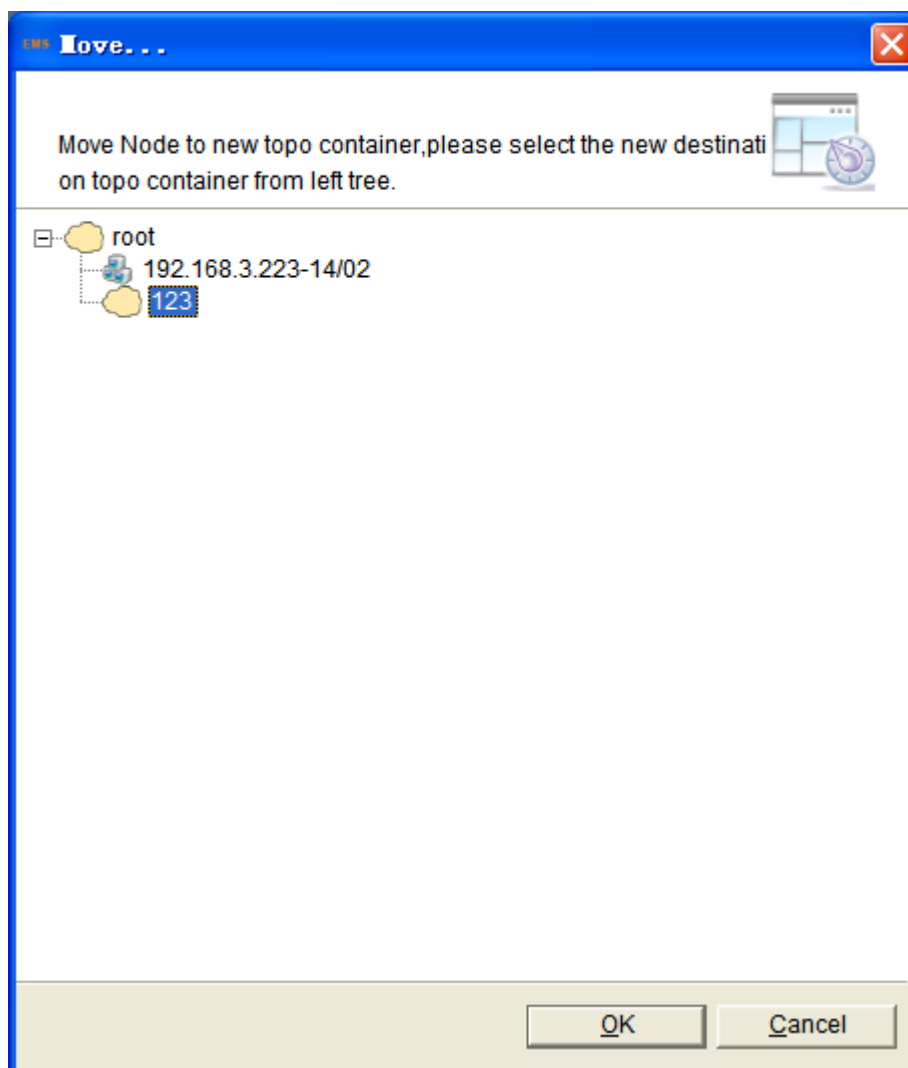 EMS Move...
Move Node to new topo container,please select the new destinati
on topo container from left tree.
root
192.168.3.223-14/02
123
OK Cancel